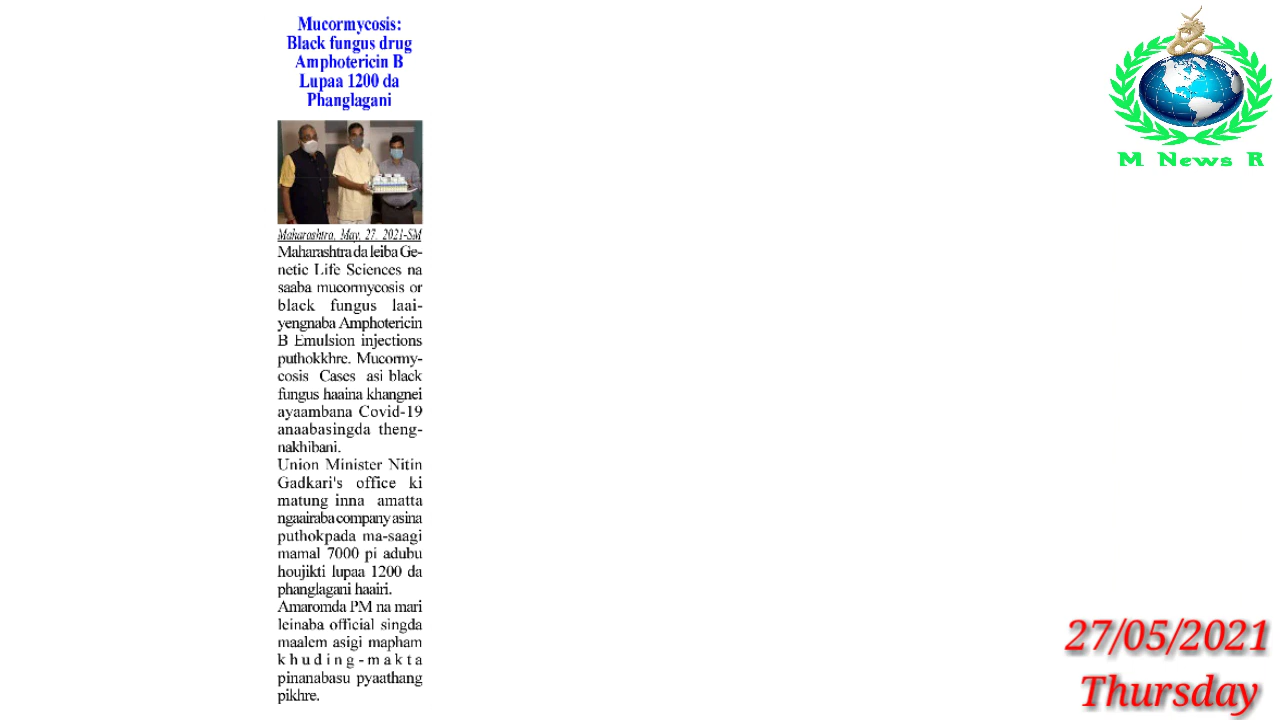 Mucormycosis:
Black fungus drug
Amphotericin B
Lupaa 1200 da
Phanglagani
Maharashtra, May, 27, 2021-SM
Maharashtra da leiba Ge-
netic Life Sciences na
saaba mucormycosis or
black fungus laai-
yengnaba Amphotericin
B Emulsion injections
puthokkhre. Mucormy-
cosis Cases asi black
fungus haaina khangnei
ayaambana Covid-19
anaabasingda theng-
nakhibani.
Union Minister Nitin
Gadkari's office ki
matung inna amatta
ngaairaba company asina
puthokpada ma-saagi
mamal 7000 pi adubu
houjikti lupaa 1200 da
phanglagani haairi.
Amaromda PM na mari
leinaba official singda
maalem asigi mapham
khuding-makta
pinanabasu pyaathang
pikhre.
M News R
27/05/2021
Thursday